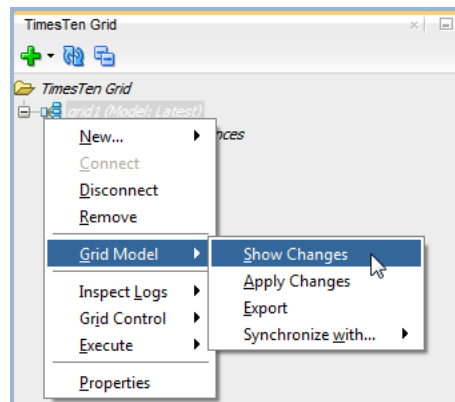 TimesTen Grid
TimesTen Grid
grid1 (Model: Latest)
New...
Connect
Disconnect
Remove
Grid Model
Show Changes
Apply Changes
Export
Synchronize with...
Inspect Logs
Grid Control
Execute
Properties